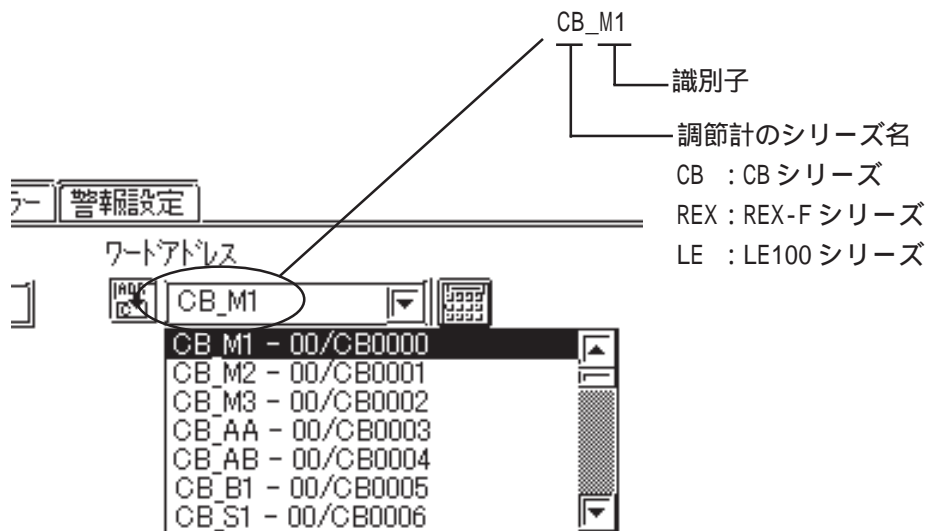 CB_M1
識別子
調節計のシリーズ名
CB : CBシリーズ
REX : REX-Fシリーズ
LE : LE100シリーズ
ラー 警報設定
ワードアドレス
CB_M1
CB_M1 - 00/CB0000
CB_M2 - 00/CB0001
CB_M3 - 00/CB0002
CB_AA - 00/CB0003
CB_AB - 00/CB0004
CB_B1 - 00/CB0005
CB_S1 - 00/CB0006